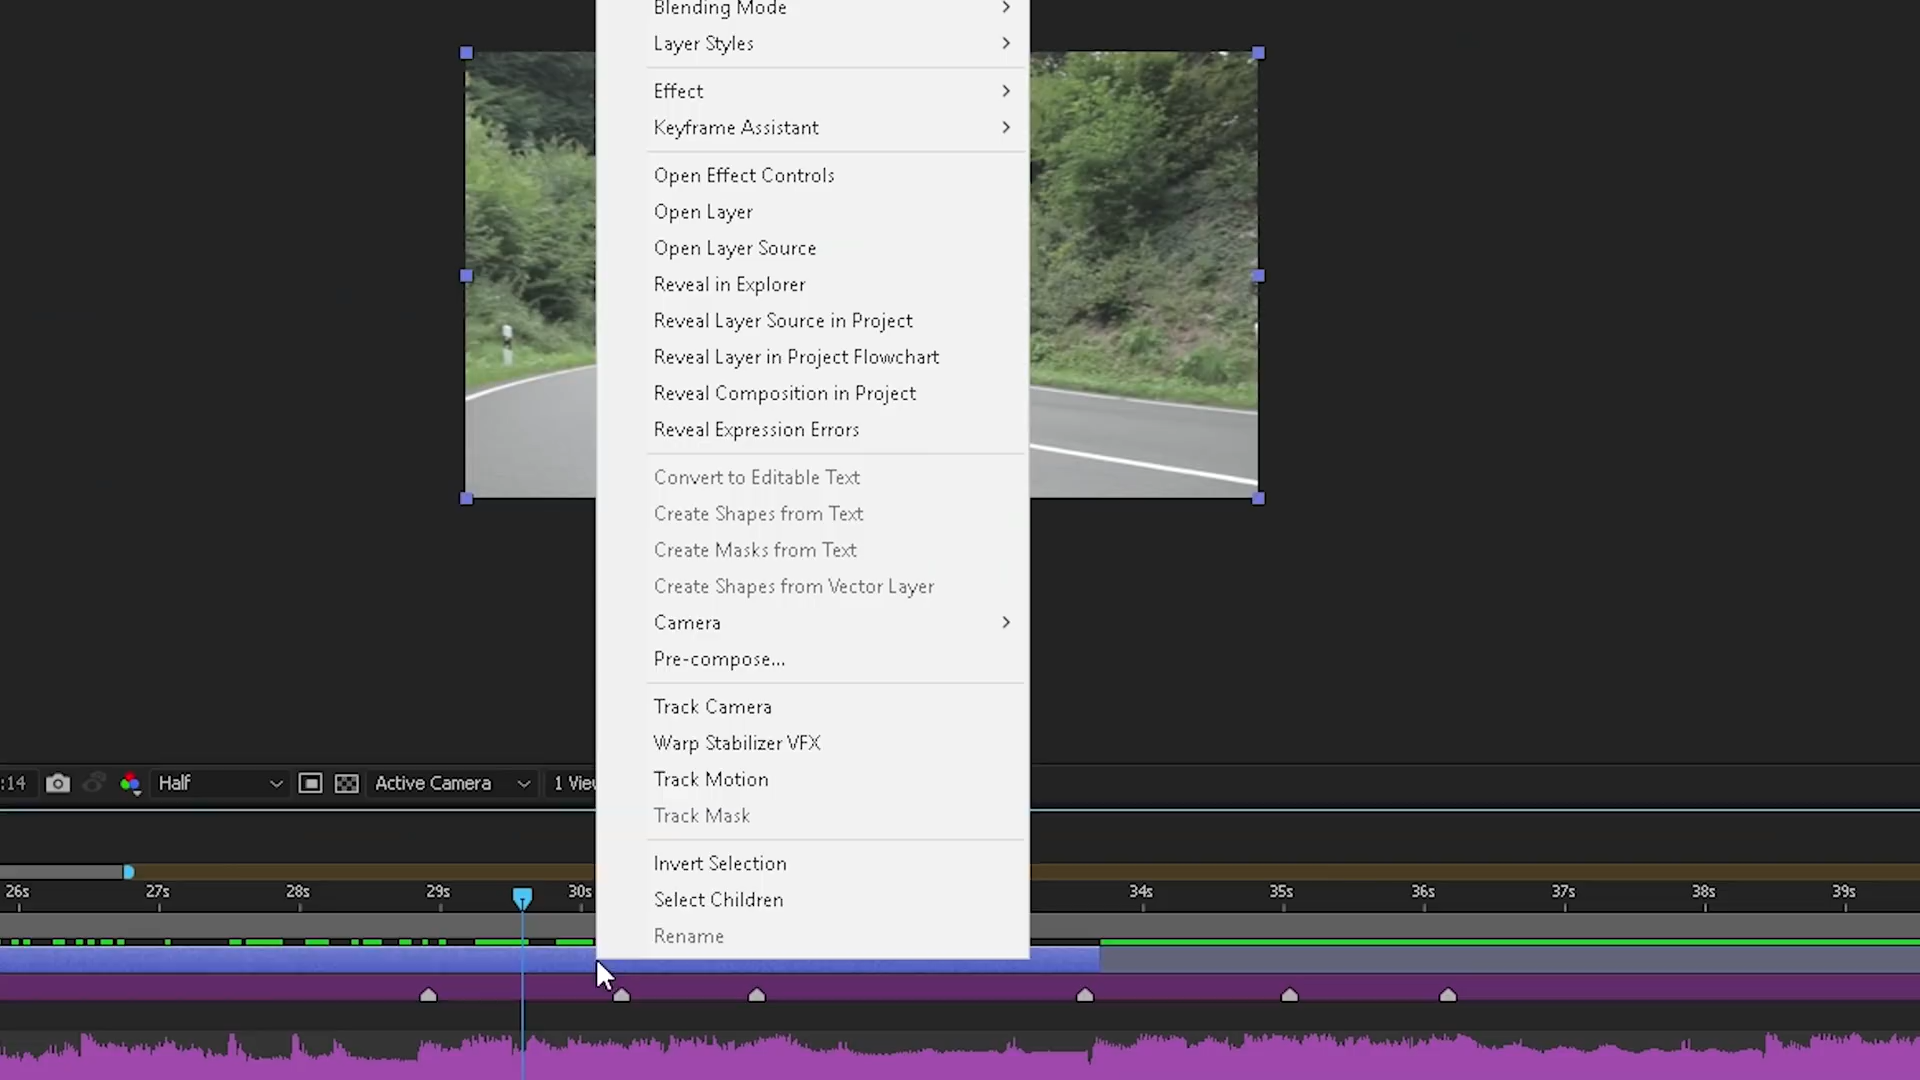 Blending Mode
Layer Styles
Effect
Keyframe Assistant
Open Effect Controls
Open Layer
Open Layer Source
Reveal in Explorer
Reveal Layer Source in Project
Reveal Layer in Project Flowchart
Reveal Composition in Project
Reveal Expression Errors
Convert to Editable Text
Create Shapes from Text
Create Masks from Text
Create Shapes from Vector Layer
Camera
Pre-compose...
Track Camera
Warp Stabilizer VFX
Track Motion
Track Mask
Invert Selection
Select Children
Rename
:14 Half Active Camera 1 View
26s 27s 28s 29s 30s 34s 35s 36s 37s 38s 39s